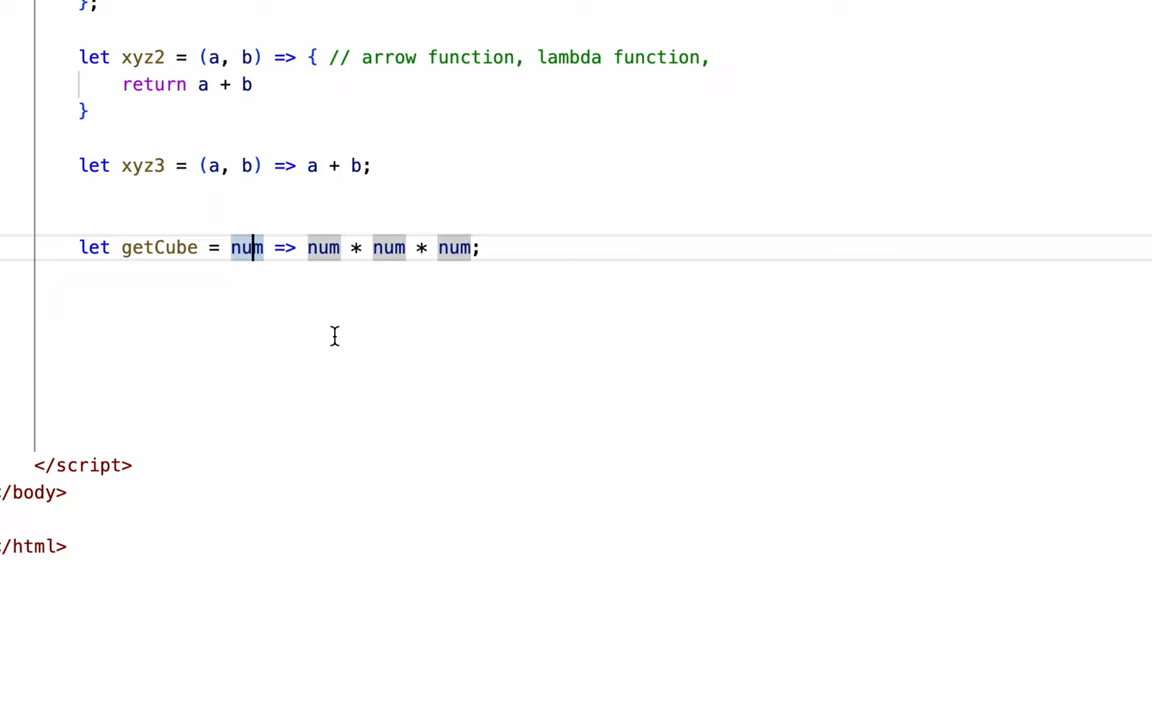 };
let xyz2 = (a, b) => { // arrow function, lambda function,
return a + b
}
let xyz3 = (a, b) => a + b;
let getCube = num => num * num * num;
</script>
</body>
</html>